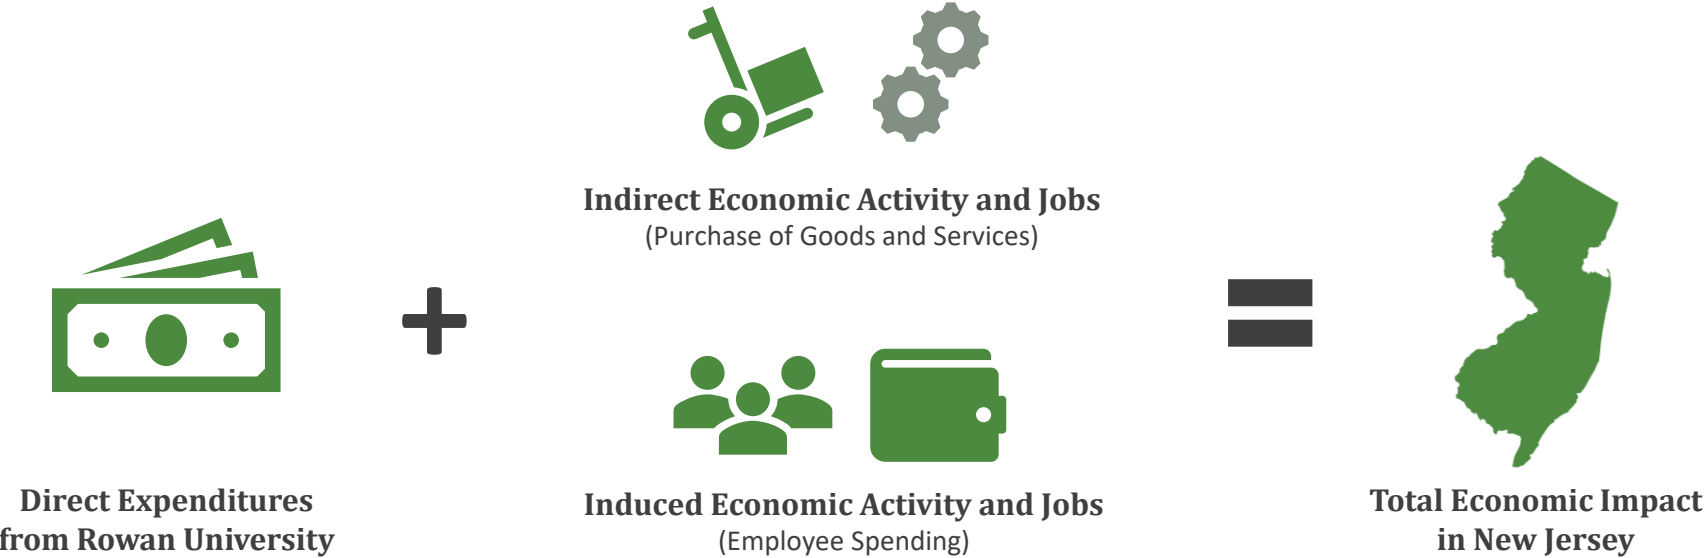 Direct Expenditures
from Rowan University
+
Indirect Economic Activity and Jobs
(Purchase of Goods and Services)
Induced Economic Activity and Jobs
(Employee Spending)
=
Total Economic Impact
in New Jersey